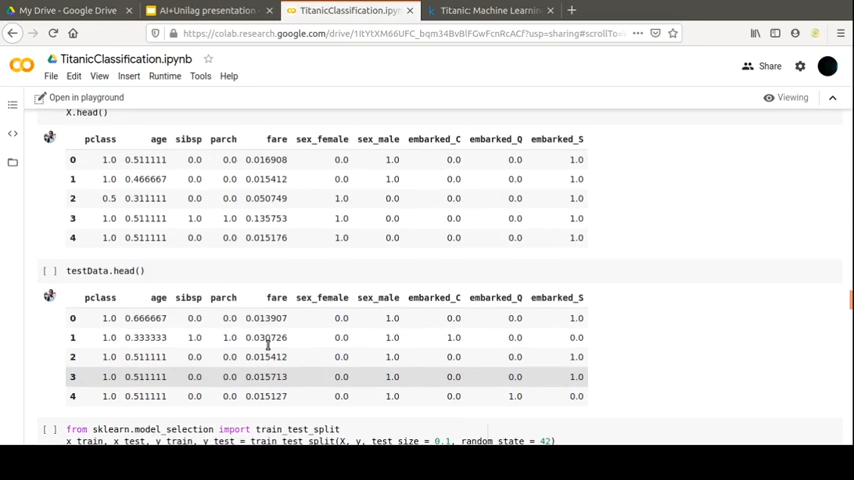 My Drive - Google Drive × AI+Unilag presentation - × TitanicClassification.ipyn × Titanic: Machine Learnin ×
https://colab.research.google.com/drive/1ItYtXM66UFC_bqm34BvBlFGwFcnRcACf?usp=sharing#scrollTo=
TitanicClassification.ipynb
File Edit View Insert Runtime Tools Help
Share
Open in playground
Viewing
X.head()
pclass age sibsp parch fare sex_female sex_male embarked_C embarked_Q embarked_S
0 1.0 0.511111 0.0 0.0 0.016908 0.0 1.0 0.0 0.0 1.0
1 1.0 0.466667 0.0 0.0 0.015412 0.0 1.0 0.0 0.0 1.0
2 0.5 0.311111 0.0 0.0 0.050749 1.0 0.0 0.0 0.0 1.0
3 1.0 0.511111 1.0 1.0 0.135753 1.0 0.0 0.0 0.0 1.0
4 1.0 0.511111 0.0 0.0 0.015176 1.0 0.0 0.0 0.0 1.0
[ ] testData.head()
pclass age sibsp parch fare sex_female sex_male embarked_C embarked_Q embarked_S
0 1.0 0.666667 0.0 0.0 0.013907 0.0 1.0 0.0 0.0 1.0
1 1.0 0.333333 1.0 1.0 0.030726 0.0 1.0 1.0 0.0 0.0
2 1.0 0.511111 0.0 0.0 0.015412 0.0 1.0 0.0 0.0 1.0
3 1.0 0.511111 0.0 0.0 0.015713 0.0 1.0 0.0 0.0 1.0
4 1.0 0.511111 0.0 0.0 0.015127 0.0 1.0 0.0 1.0 0.0
[ ] from sklearn.model_selection import train_test_split
x_train, x_test, y_train, y_test = train_test_split(X, y, test_size = 0.1, random_state = 42)